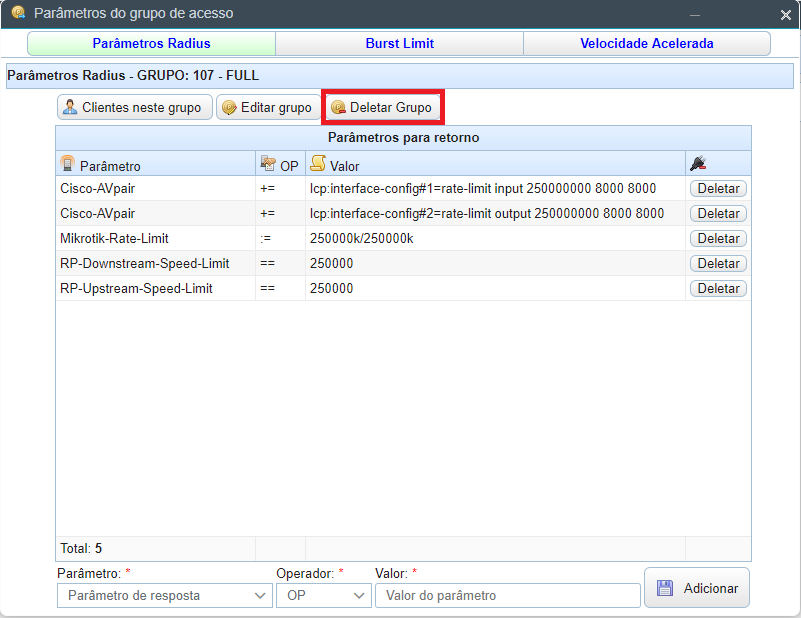 Parâmetros do grupo de acesso
Parâmetros Radius Burst Limit Velocidade Acelerada
Parâmetros Radius - GRUPO: 107 - FULL
Clientes neste grupo Editar grupo Deletar Grupo
Parâmetros para retorno
Parâmetro OP Valor
Cisco-AVpair += lcp:interface-config#1=rate-limit input 250000000 8000 8000 Deletar
Cisco-AVpair += lcp:interface-config#2=rate-limit output 250000000 8000 8000 Deletar
Mikrotik-Rate-Limit := 250000k/250000k Deletar
RP-Downstream-Speed-Limit == 250000 Deletar
RP-Upstream-Speed-Limit == 250000 Deletar
Total: 5
Parâmetro: * Operador: * Valor: *
Parâmetro de resposta OP Valor do parâmetro Adicionar